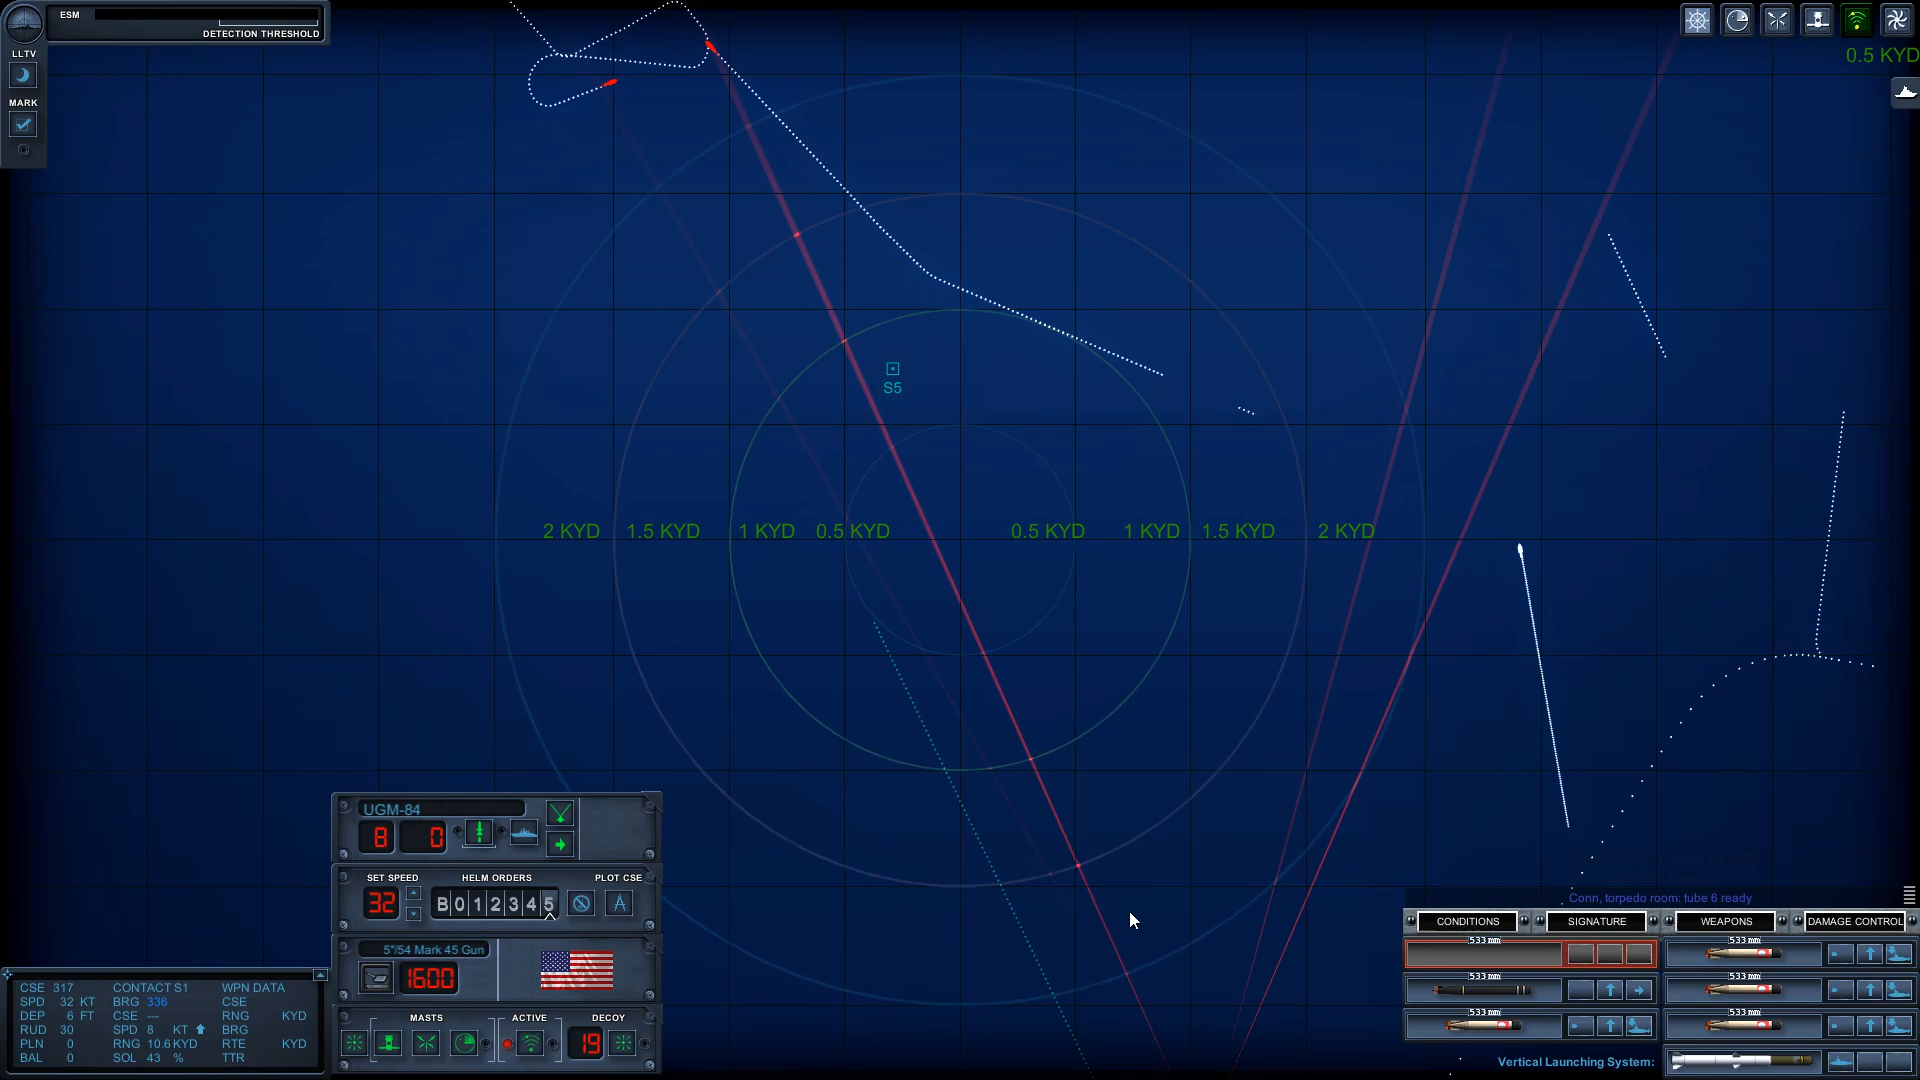 ESM
DETECTION THRESHOLD
LLTV
MARK
0.5 KYD
S5
2 KYD 1.5 KYD 1 KYD 0.5 KYD 0.5 KYD 1 KYD 1.5 KYD 2 KYD
UGM-84
8 0
SET SPEED HELM ORDERS PLOT CSE
32 B 0 1 2 3 4 5
5"/54 Mark 45 Gun
1600
MASTS ACTIVE DECOY
19
CSE 317 CONTACT S1 WPN DATA
SPD 32 KT BRG 336 CSE
DEP 6 FT CSE --- RNG KYD
RUD 30 SPD 8 KT BRG
PLN 0 RNG 10.6 KYD RTE KYD
BAL 0 SOL 43 % TTR
Conn, torpedo room: tube 6 ready
CONDITIONS SIGNATURE WEAPONS DAMAGE CONTROL
533 mm 533 mm
533 mm 533 mm
533 mm 533 mm
Vertical Launching System: